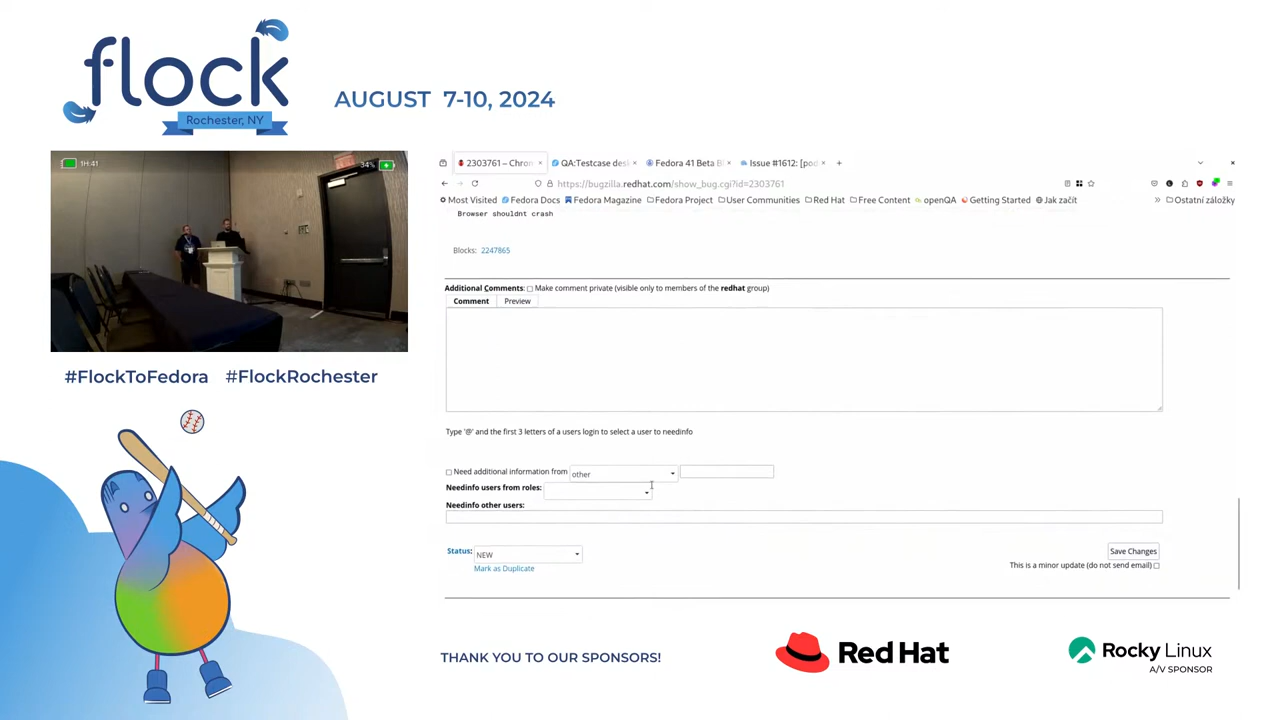 flock
Rochester, NY
AUGUST 7-10, 2024
1H:41
34%
#FlockToFedora #FlockRochester
2303761 – Chron
QA:Testcase des
Fedora 41 Beta B
Issue #1612: [pod
https://bugzilla.redhat.com/show_bug.cgi?id=2303761
Most Visited Fedora Docs Fedora Magazine Fedora Project User Communities Red Hat Free Content openQA Getting Started Jak začít Ostatní záložky
Browser shouldnt crash
Blocks: 2247865
Additional Comments: Make comment private (visible only to members of the redhat group)
Comment Preview
Type '@' and the first 3 letters of a users login to select a user to needinfo
Need additional information from other
Needinfo users from roles:
Needinfo other users:
Status: NEW
Save Changes
Mark as Duplicate
This is a minor update (do not send email)
THANK YOU TO OUR SPONSORS!
Red Hat
Rocky Linux
A/V SPONSOR